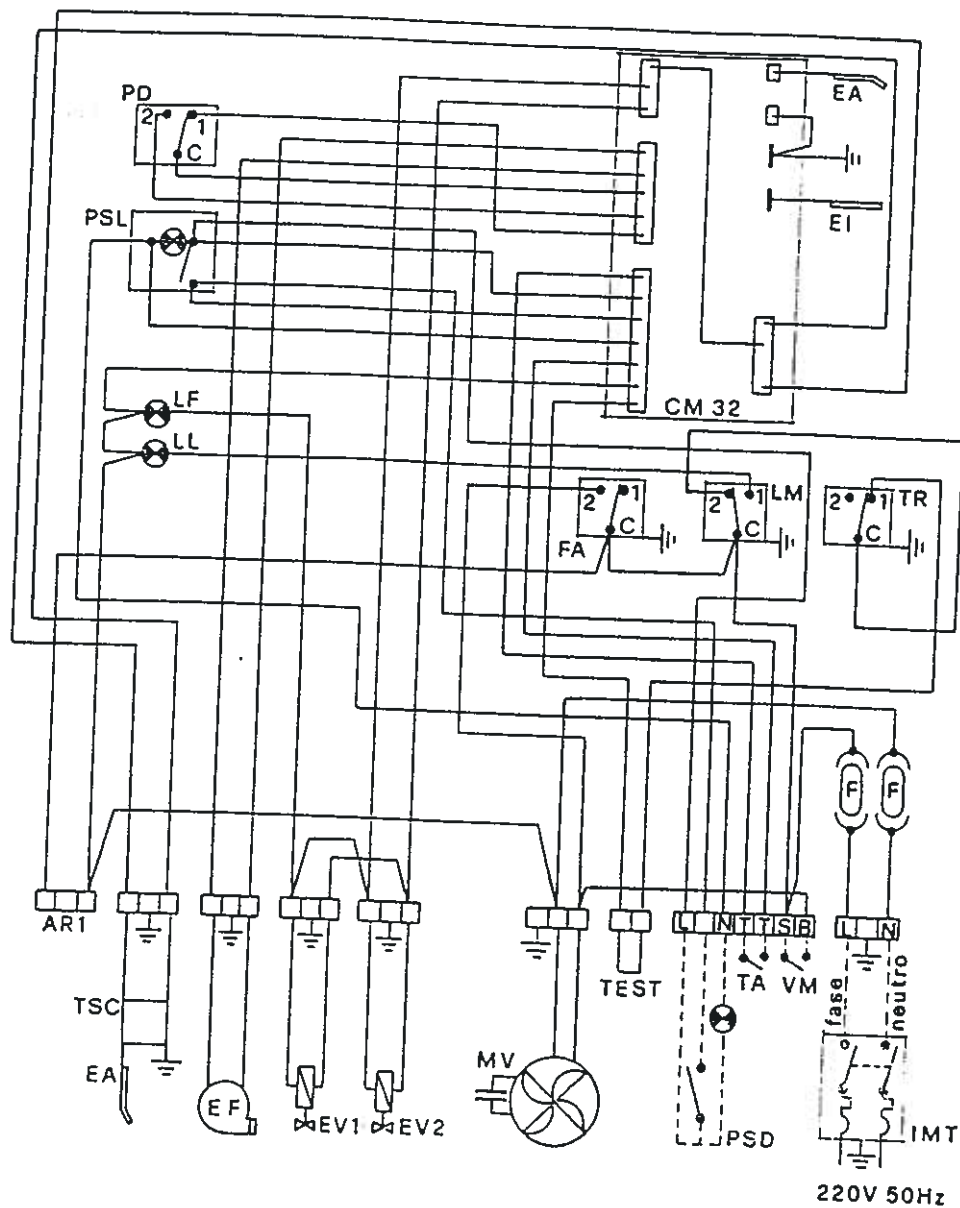 PD
2 1
C
EA
EI
PSL
CM 32
LF
LL
2 1
C
FA
2 1 LM
C
2 1 TR
C
F F
AR1
L N T T S B
L N
TEST
TA VM
fase
neutro
TSC
EA
EF
EV1
EV2
MV
PSD
IMT
220V 50Hz